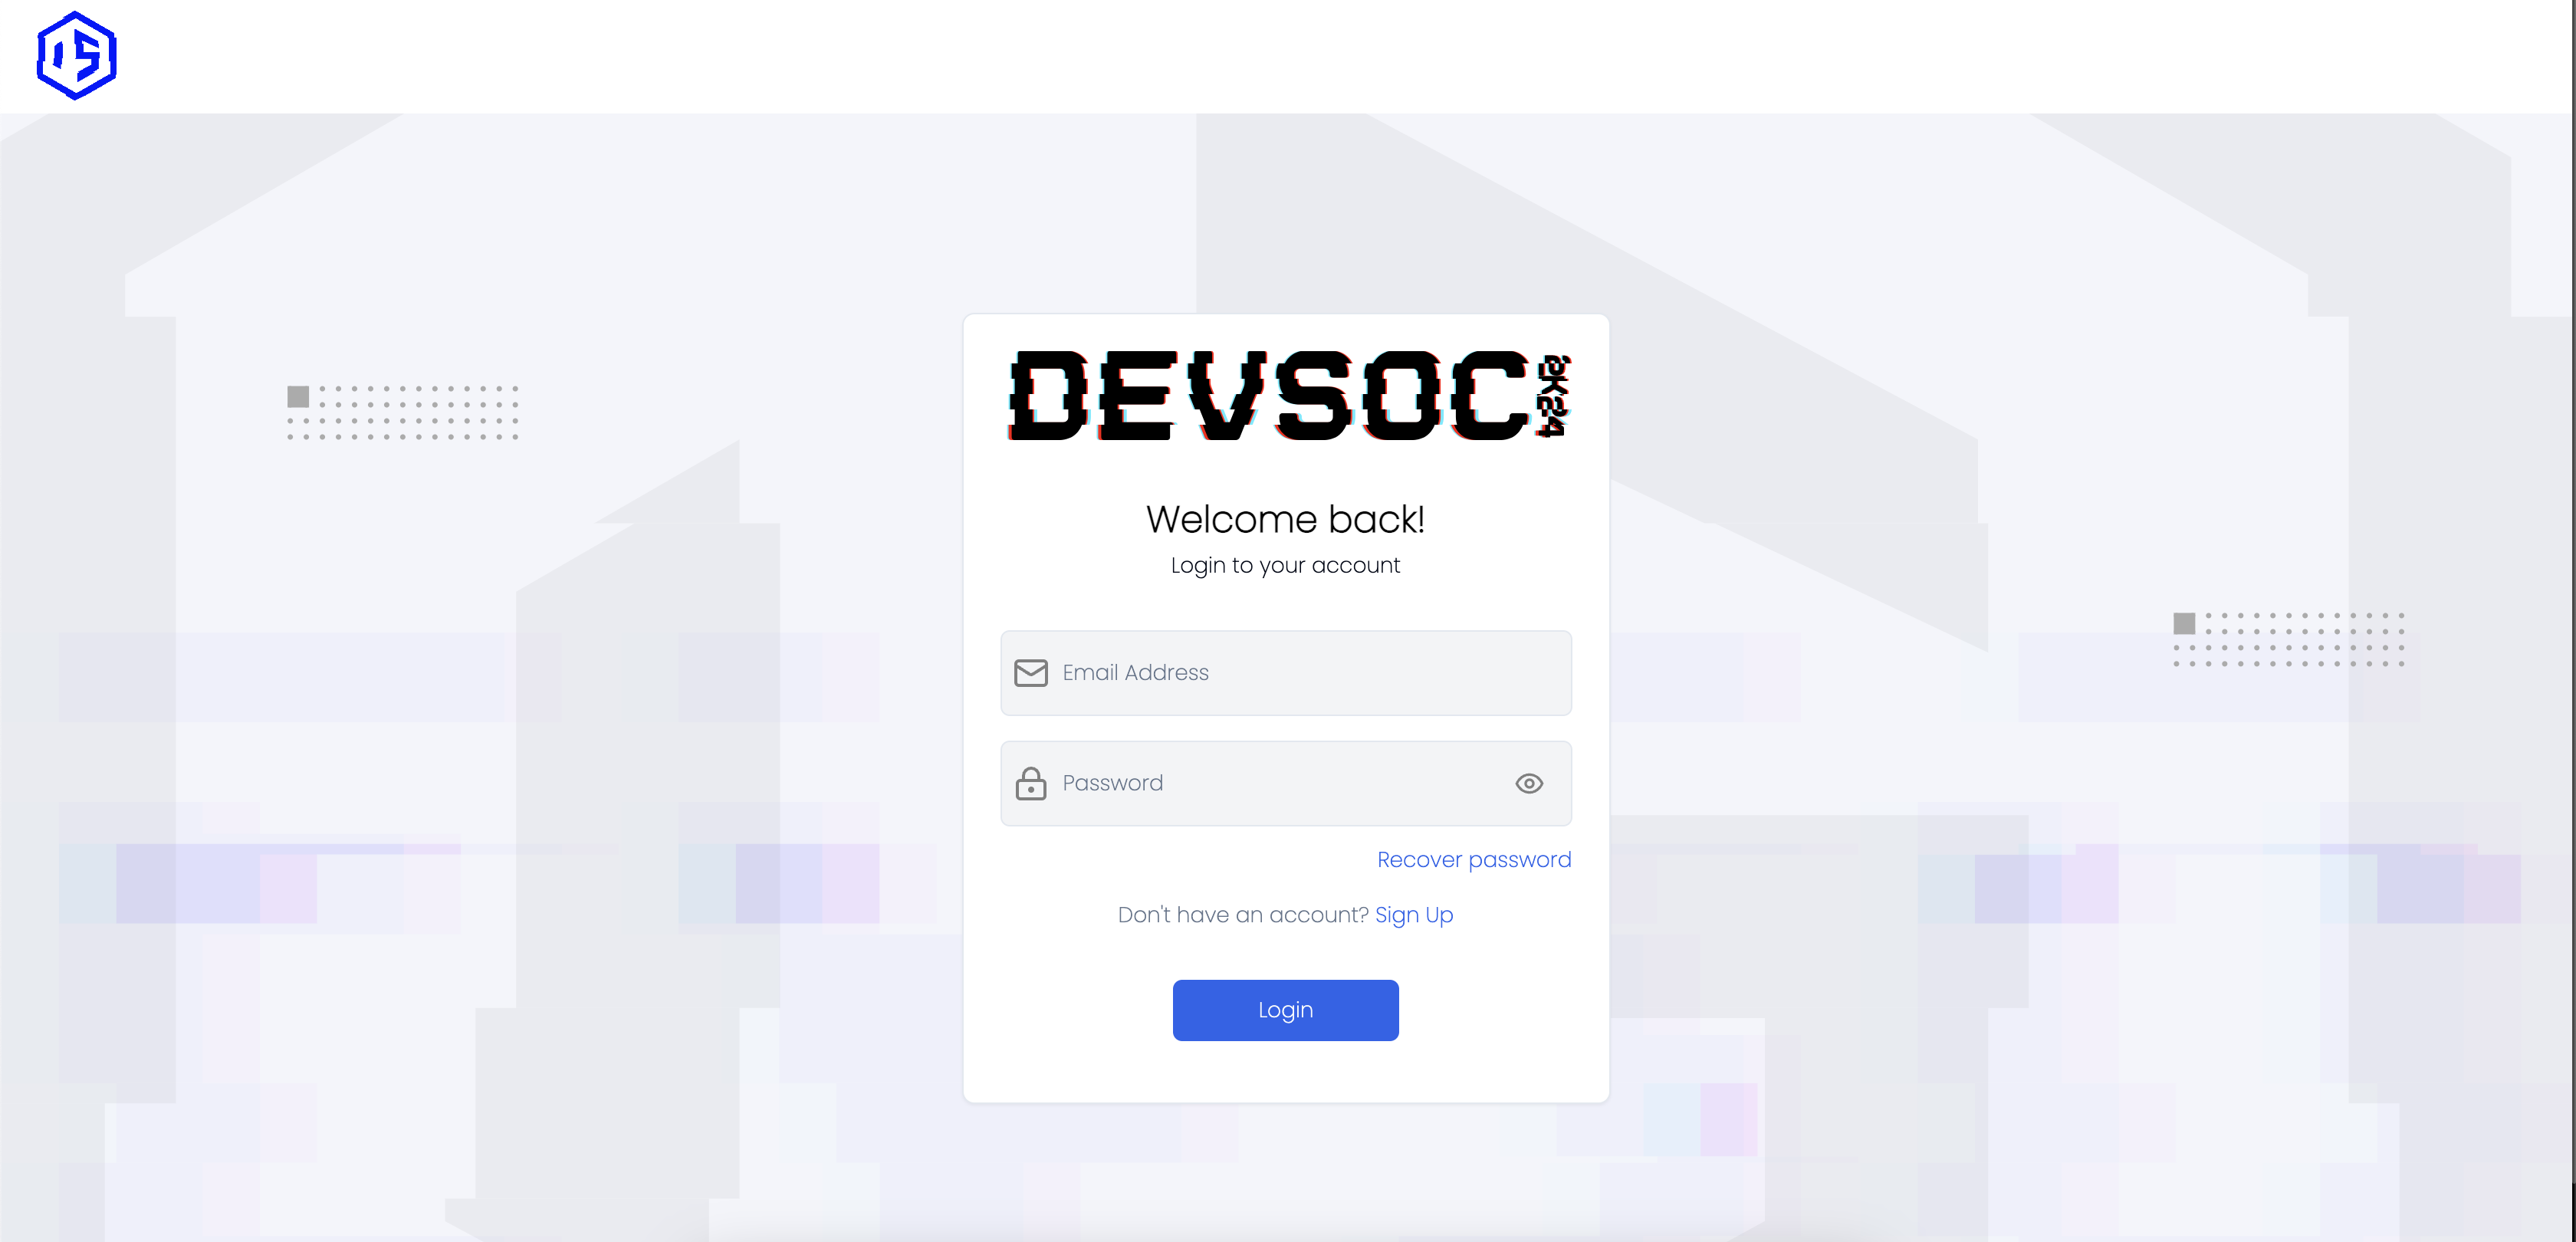 DS
DEVSOC 2K24
Welcome back!
Login to your account
Email Address
Password
Recover password
Don't have an account? Sign Up
Login